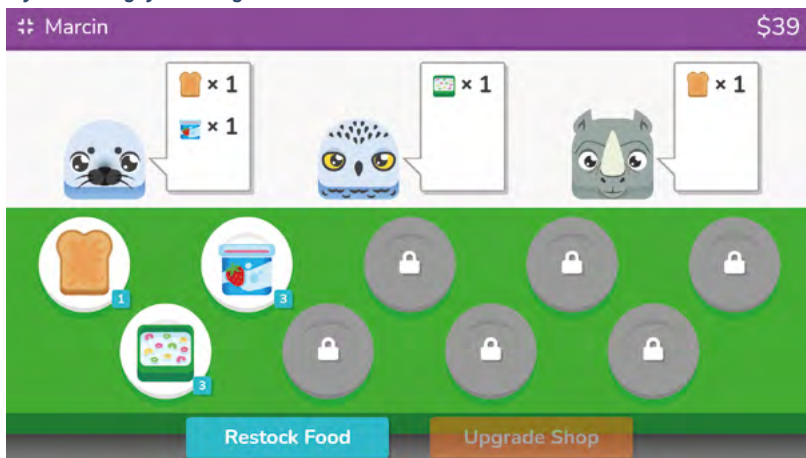 Marcin
$39
× 1
× 1
× 1
× 1
1
3
3
Restock Food
Upgrade Shop